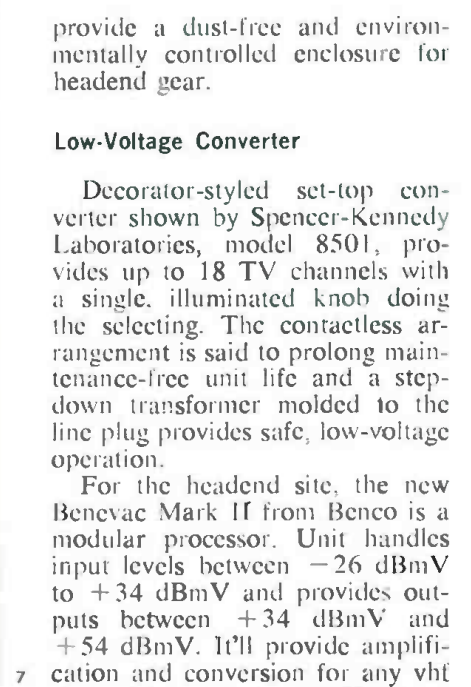 provide a dust-free and environ-
mentally controlled enclosure for
headend gear.
Low-Voltage Converter
Decorator-styled set-top con-
verter shown by Spencer-Kennedy
Laboratories, model 8501, pro-
vides up to 18 TV channels with
a single, illuminated knob doing
the selecting. The contactless ar-
rangement is said to prolong main-
tenance-free unit life and a step-
down transformer molded to the
line plug provides safe, low-voltage
operation.
For the headend site, the new
Benevac Mark II from Benco is a
modular processor. Unit handles
input levels between −26 dBmV
to +34 dBmV and provides out-
puts between +34 dBmV and
+54 dBmV. It'll provide amplifi-
7 cation and conversion for any vhf